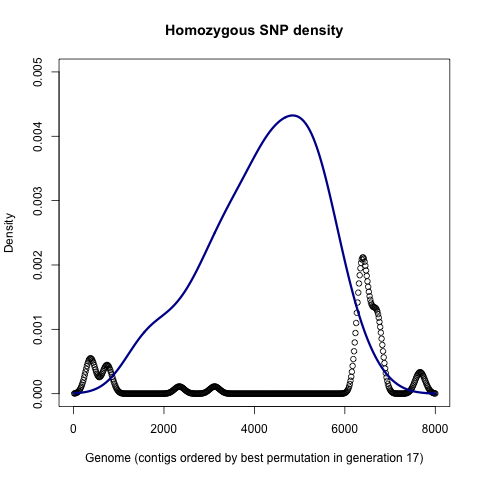 Homozygous SNP density
0.005
0.004
0.003
0.002
0.001
0.000
Density
0 2000 4000 6000 8000
Genome (contigs ordered by best permutation in generation 17)